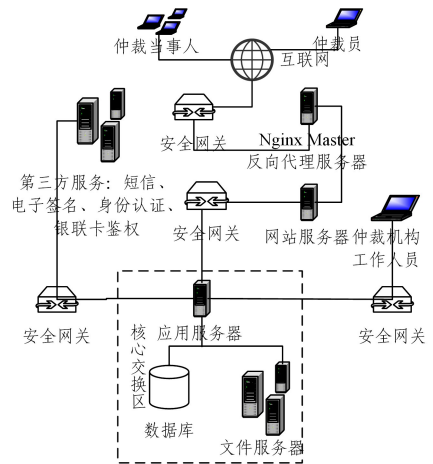 仲裁当事人
仲裁员
互联网
安全网关
Nginx Master
反向代理服务器
第三方服务：短信、
电子签名、身份认证、
银联卡鉴权
安全网关
网站服务器
仲裁机构
工作人员
安全网关
核心交换区
应用服务器
安全网关
数据库
文件服务器